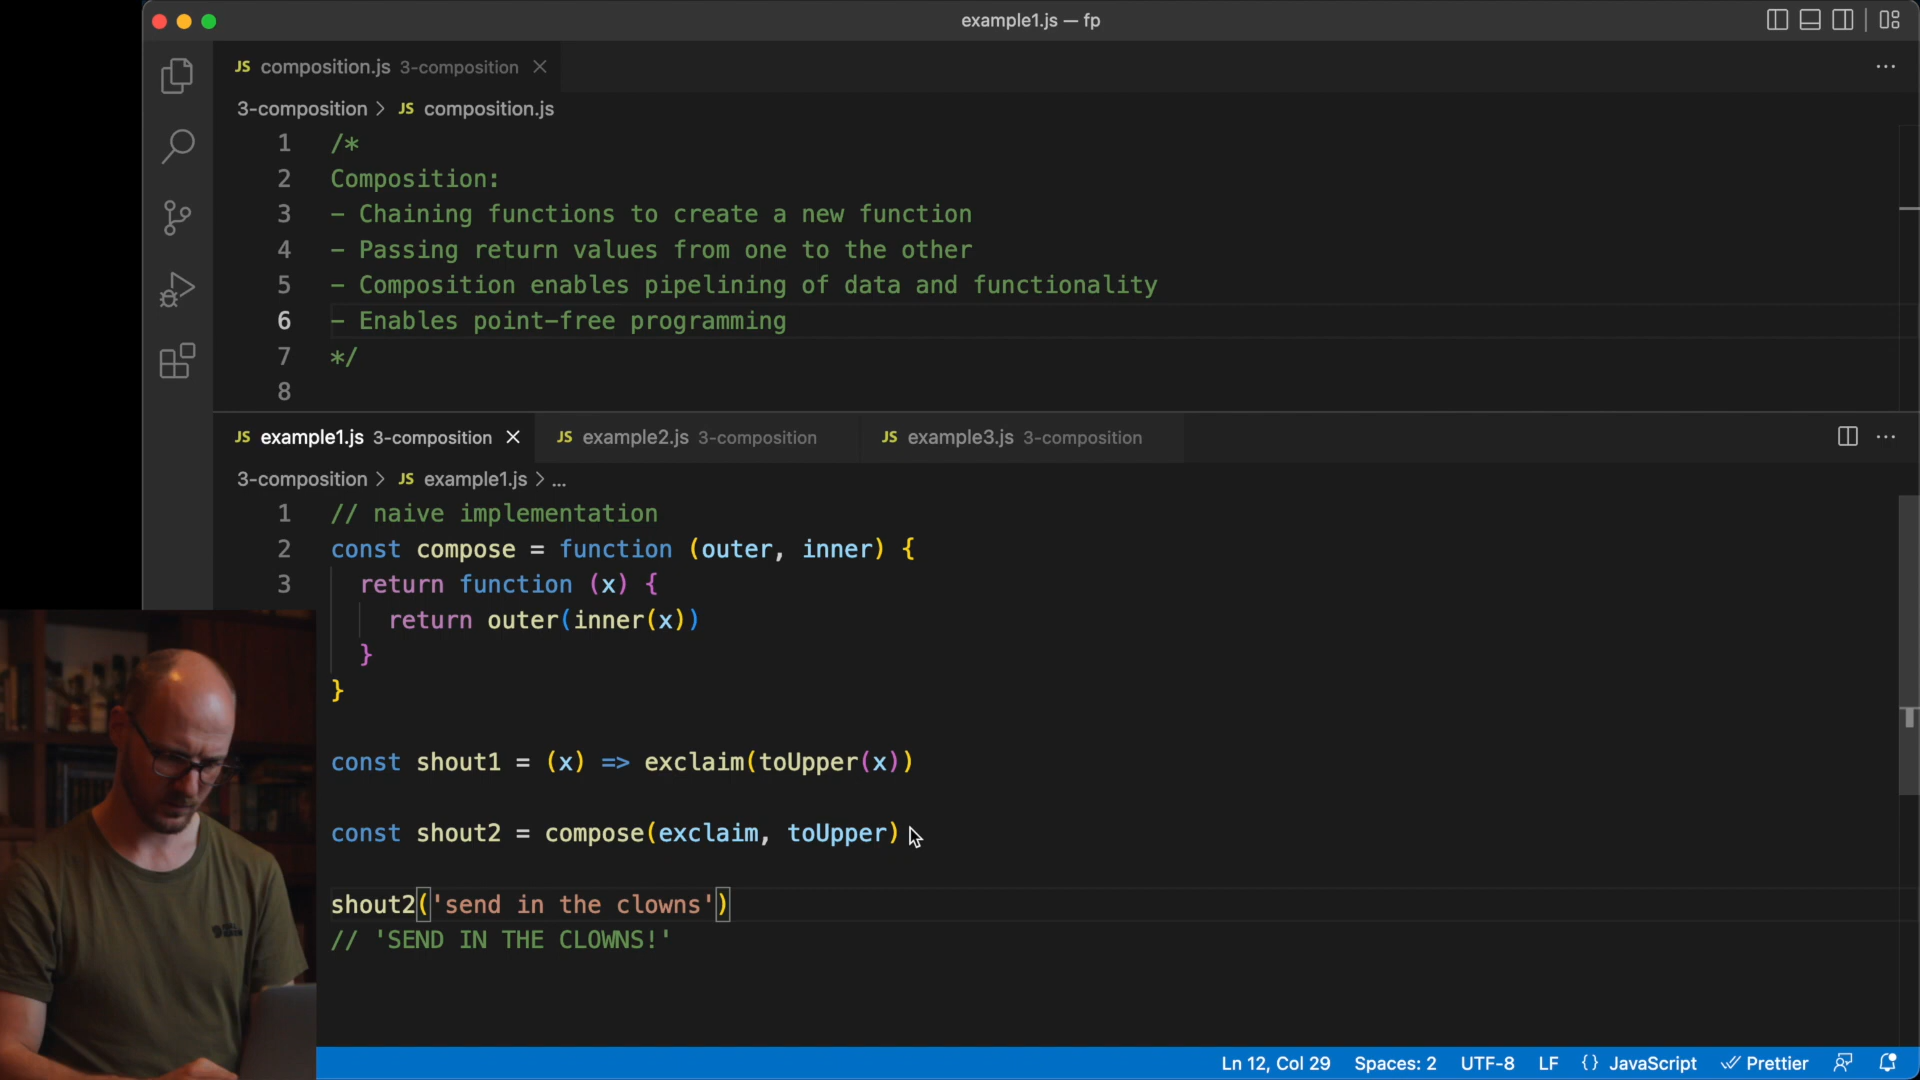 example1.js — fp
JS composition.js 3-composition
3-composition > JS composition.js
1 /*
2 Composition:
3 - Chaining functions to create a new function
4 - Passing return values from one to the other
5 - Composition enables pipelining of data and functionality
6 - Enables point-free programming
7 */
8
JS example1.js 3-composition JS example2.js 3-composition JS example3.js 3-composition
3-composition > JS example1.js > ...
1 // naive implementation
2 const compose = function (outer, inner) {
3 return function (x) {
return outer(inner(x))
}
}
const shout1 = (x) => exclaim(toUpper(x))
const shout2 = compose(exclaim, toUpper)
shout2('send in the clowns')
// 'SEND IN THE CLOWNS!'
Ln 12, Col 29 Spaces: 2 UTF-8 LF {} JavaScript Prettier